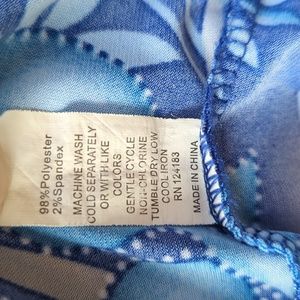 98%Polyester
2%Spandex
MACHINE WASH
COLD SEPARATELY
OR WITH LIKE
COLORS
GENTLE CYCLE
NON-CHLORINE
TUMBLE DRY LOW
COOL IRON
RN 124183
MADE IN CHINA